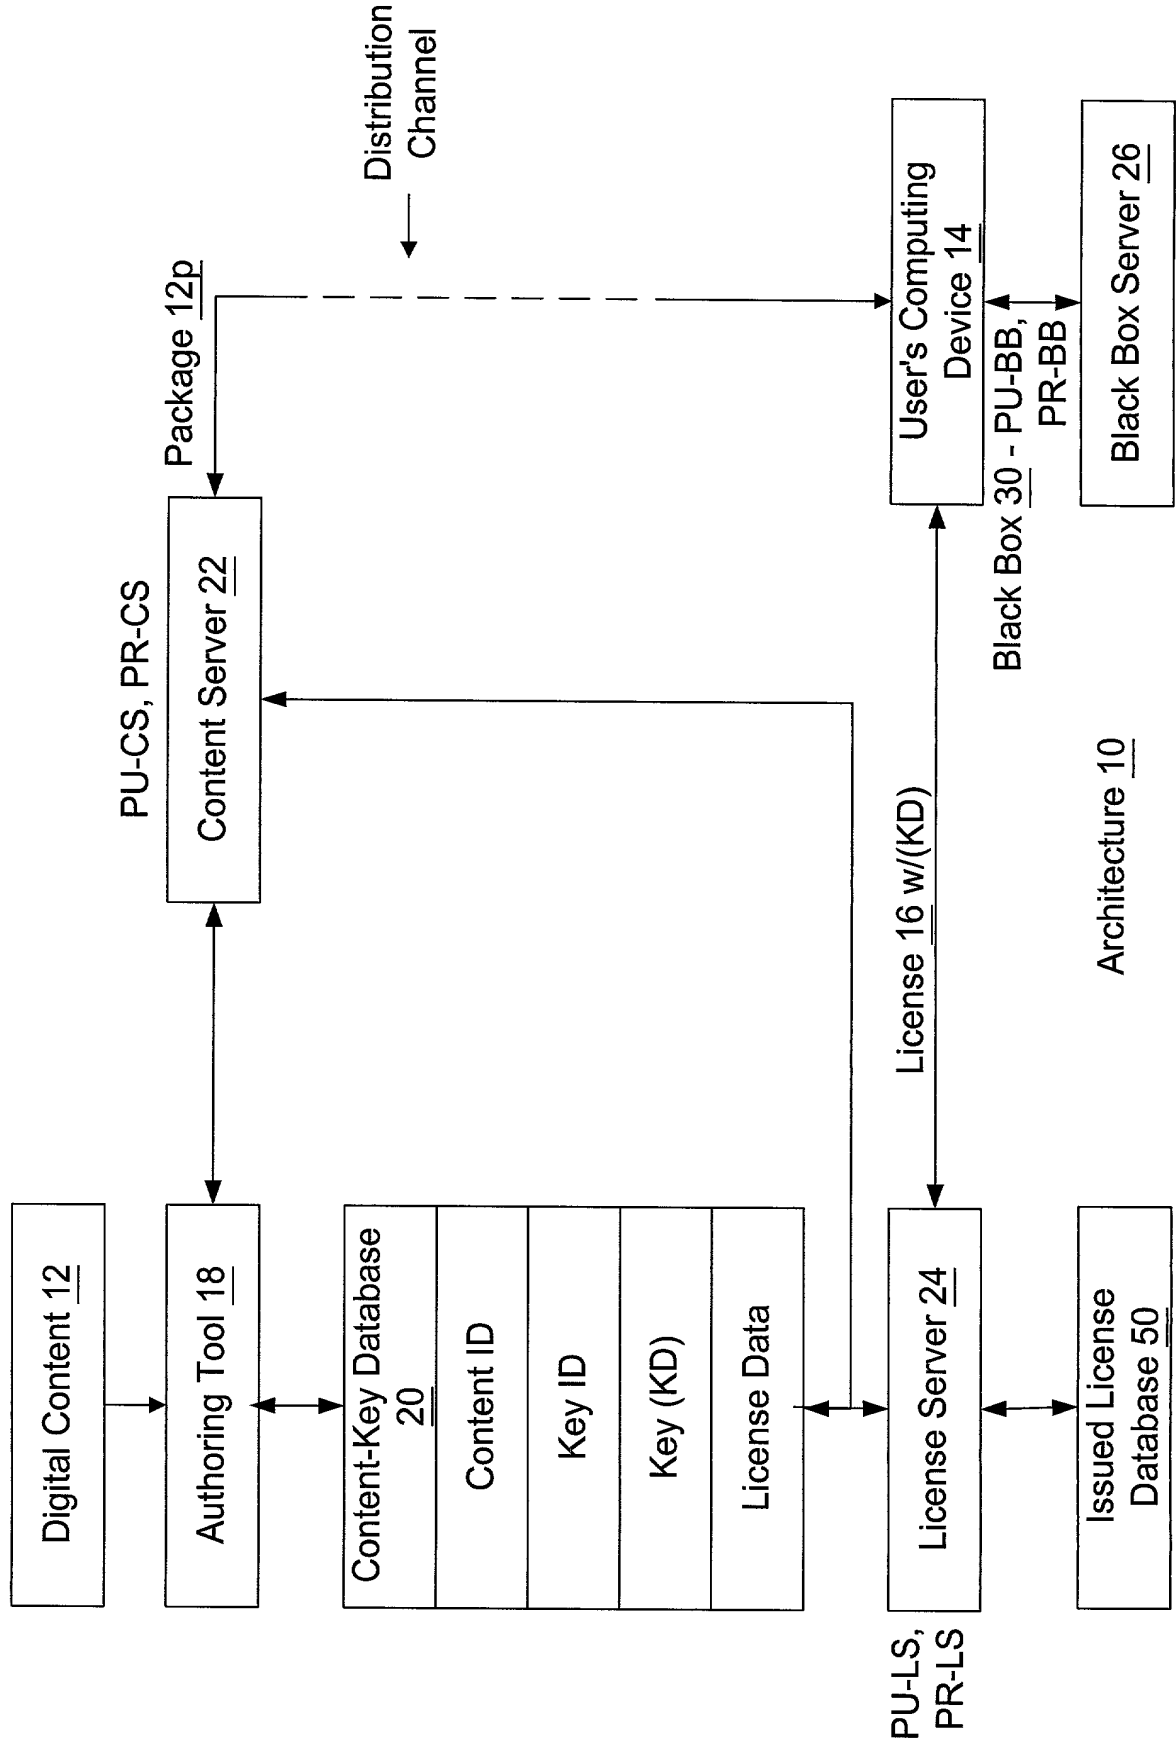 Digital Content 12
Authoring Tool 18
Content-Key Database
20
Content ID
Key ID
Key (KD)
License Data
PU-LS,
PR-LS
License Server 24
Issued License
Database 50
PU-CS, PR-CS
Content Server 22
Package 12p
Distribution
Channel
License 16 w/(KD)
User's Computing
Device 14
Black Box 30 - PU-BB,
PR-BB
Black Box Server 26
Architecture 10